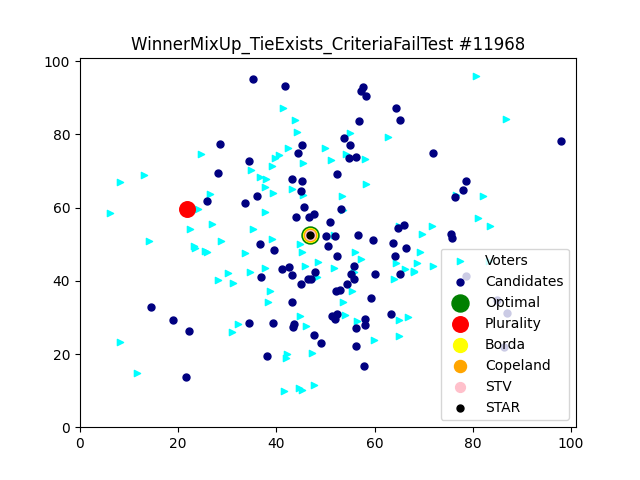 WinnerMixUp_TieExists_CriteriaFailTest #11968
100
80
60
40
20
0
0
20
40
60
80
100
Voters
Candidates
Optimal
Plurality
Borda
Copeland
STV
STAR